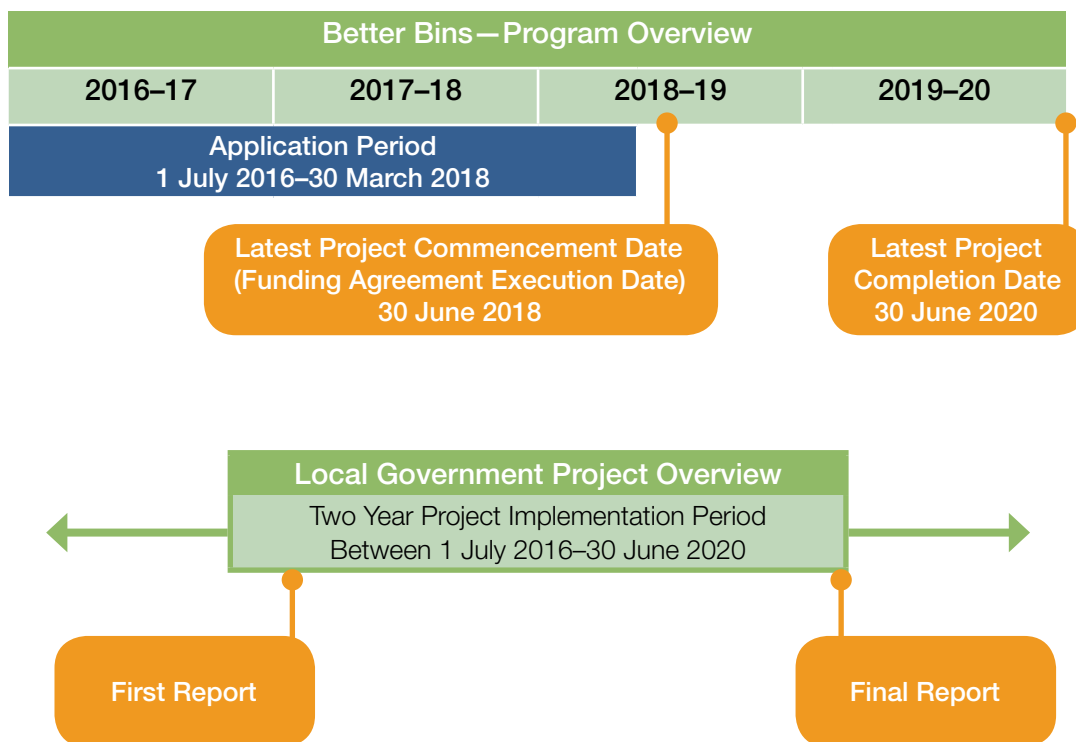 Better Bins—Program Overview
2016–17
2017–18
2018–19
2019–20
Application Period
1 July 2016–30 March 2018
Latest Project Commencement Date
(Funding Agreement Execution Date)
30 June 2018
Latest Project
Completion Date
30 June 2020
Local Government Project Overview
Two Year Project Implementation Period
Between 1 July 2016–30 June 2020
First Report
Final Report